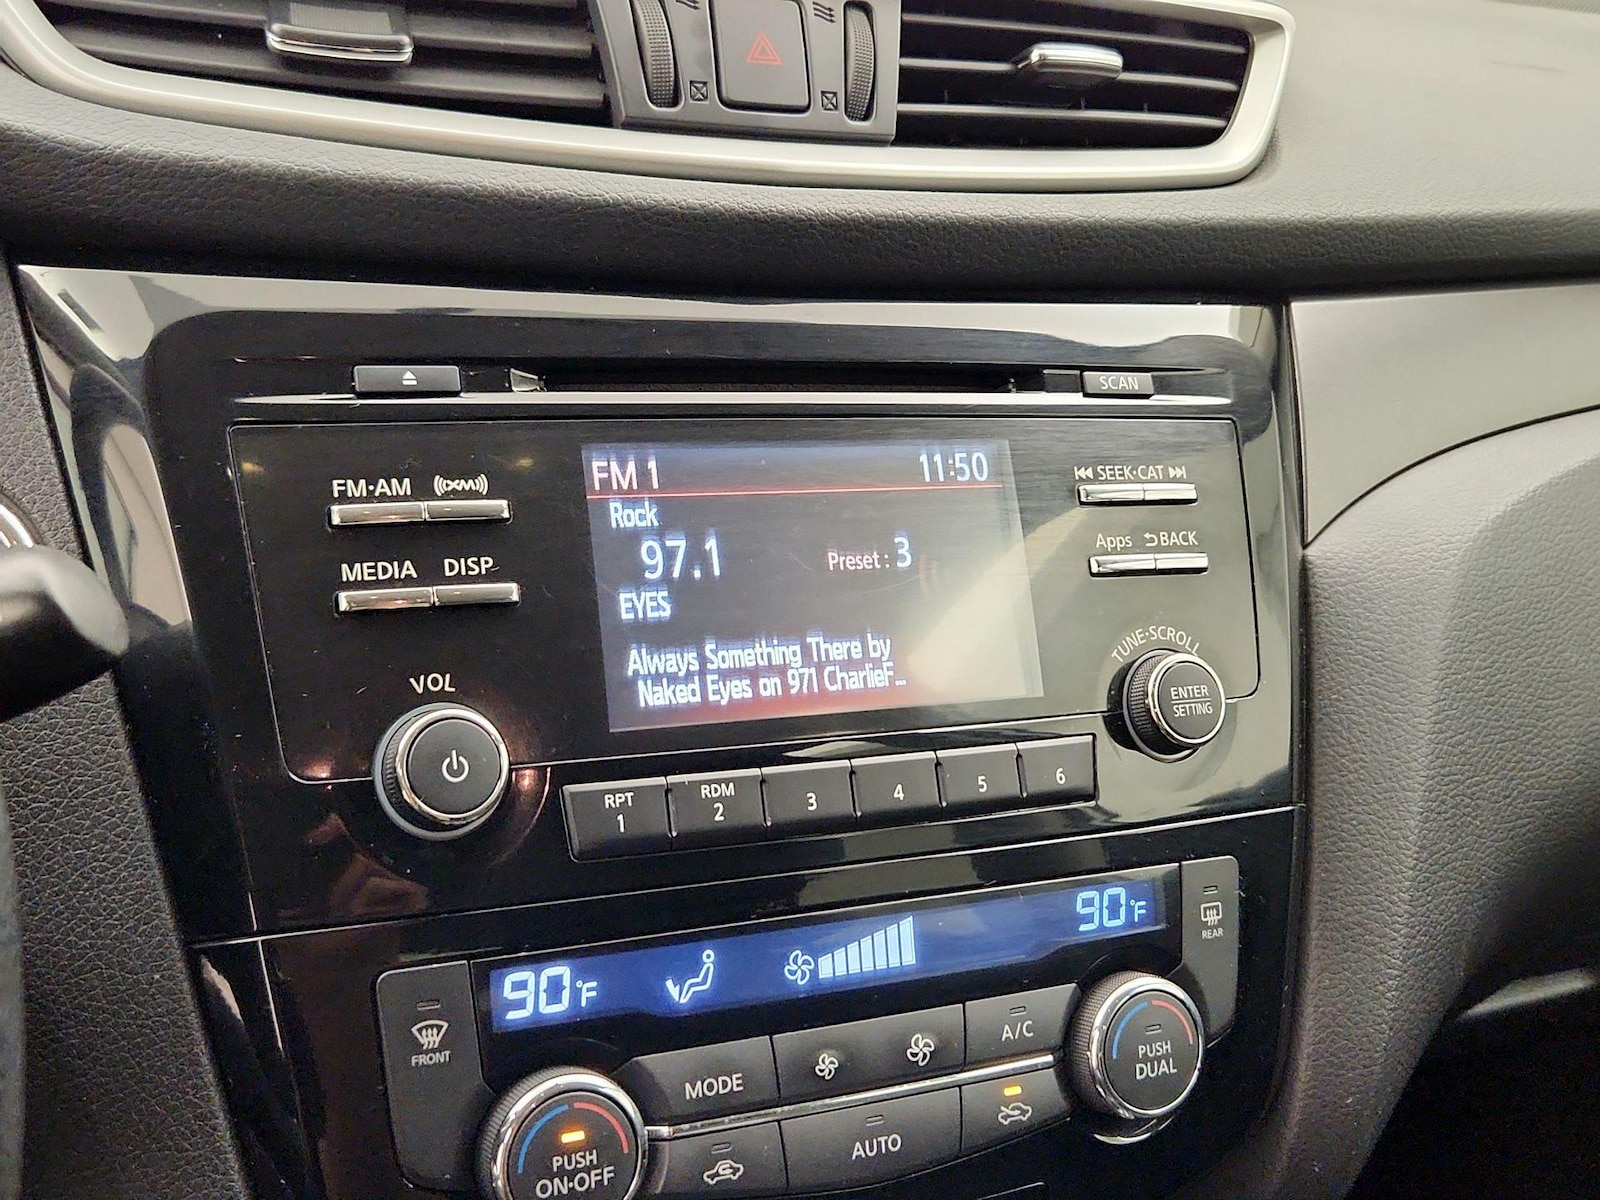 SCAN
FM·AM
((XM))
MEDIA
DISP
VOL
FM 1 11:50
Rock
97.1 Preset : 3
EYES
Always Something There by
Naked Eyes on 971 CharlieF...
SEEK·CAT
Apps
BACK
TUNE·SCROLL
ENTER
SETTING
RPT
1
RDM
2
3
4
5
6
90°F
90°F
REAR
FRONT
MODE
A/C
PUSH
DUAL
AUTO
PUSH
ON·OFF